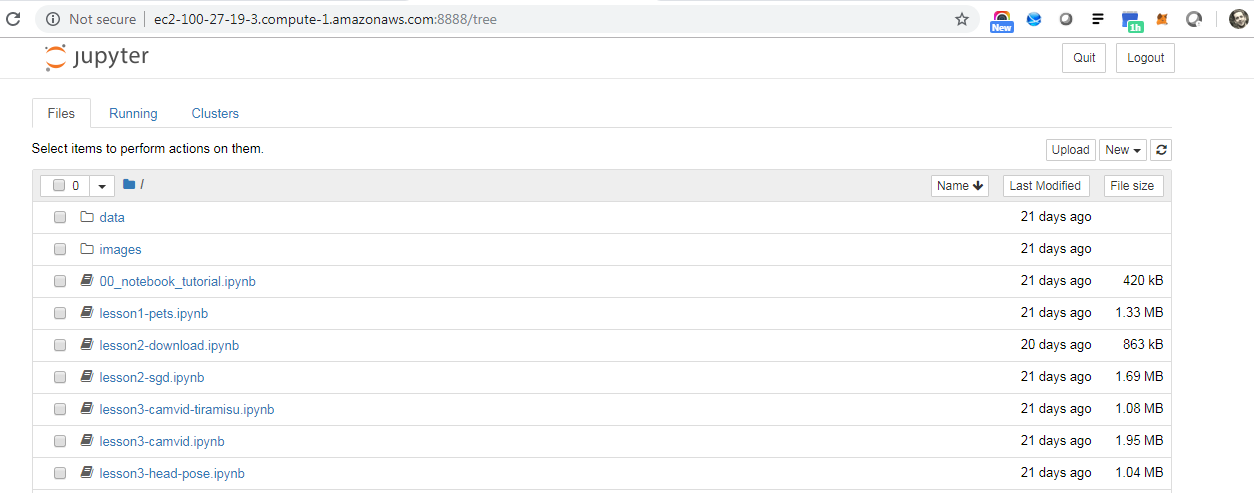 Not secure ec2-100-27-19-3.compute-1.amazonaws.com:8888/tree New 1h
jupyter Quit Logout
Files Running Clusters
Select items to perform actions on them. Upload New
0 / Name Last Modified File size
data 21 days ago
images 21 days ago
00_notebook_tutorial.ipynb 21 days ago 420 kB
lesson1-pets.ipynb 21 days ago 1.33 MB
lesson2-download.ipynb 20 days ago 863 kB
lesson2-sgd.ipynb 21 days ago 1.69 MB
lesson3-camvid-tiramisu.ipynb 21 days ago 1.08 MB
lesson3-camvid.ipynb 21 days ago 1.95 MB
lesson3-head-pose.ipynb 21 days ago 1.04 MB